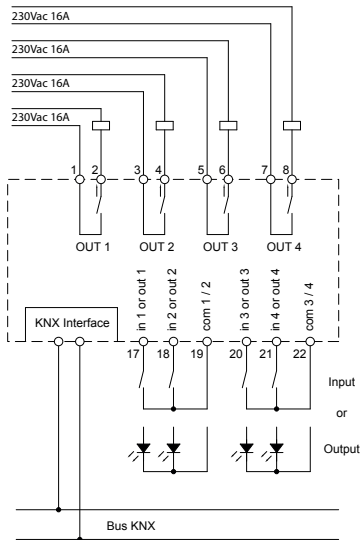 230Vac 16A
230Vac 16A
230Vac 16A
230Vac 16A
1 2 3 4 5 6 7 8
OUT 1 OUT 2 OUT 3 OUT 4
in 1 or out 1
in 2 or out 2
com 1 / 2
in 3 or out 3
in 4 or out 4
com 3 / 4
KNX Interface
17 18 19 20 21 22
Input
or
Output
Bus KNX